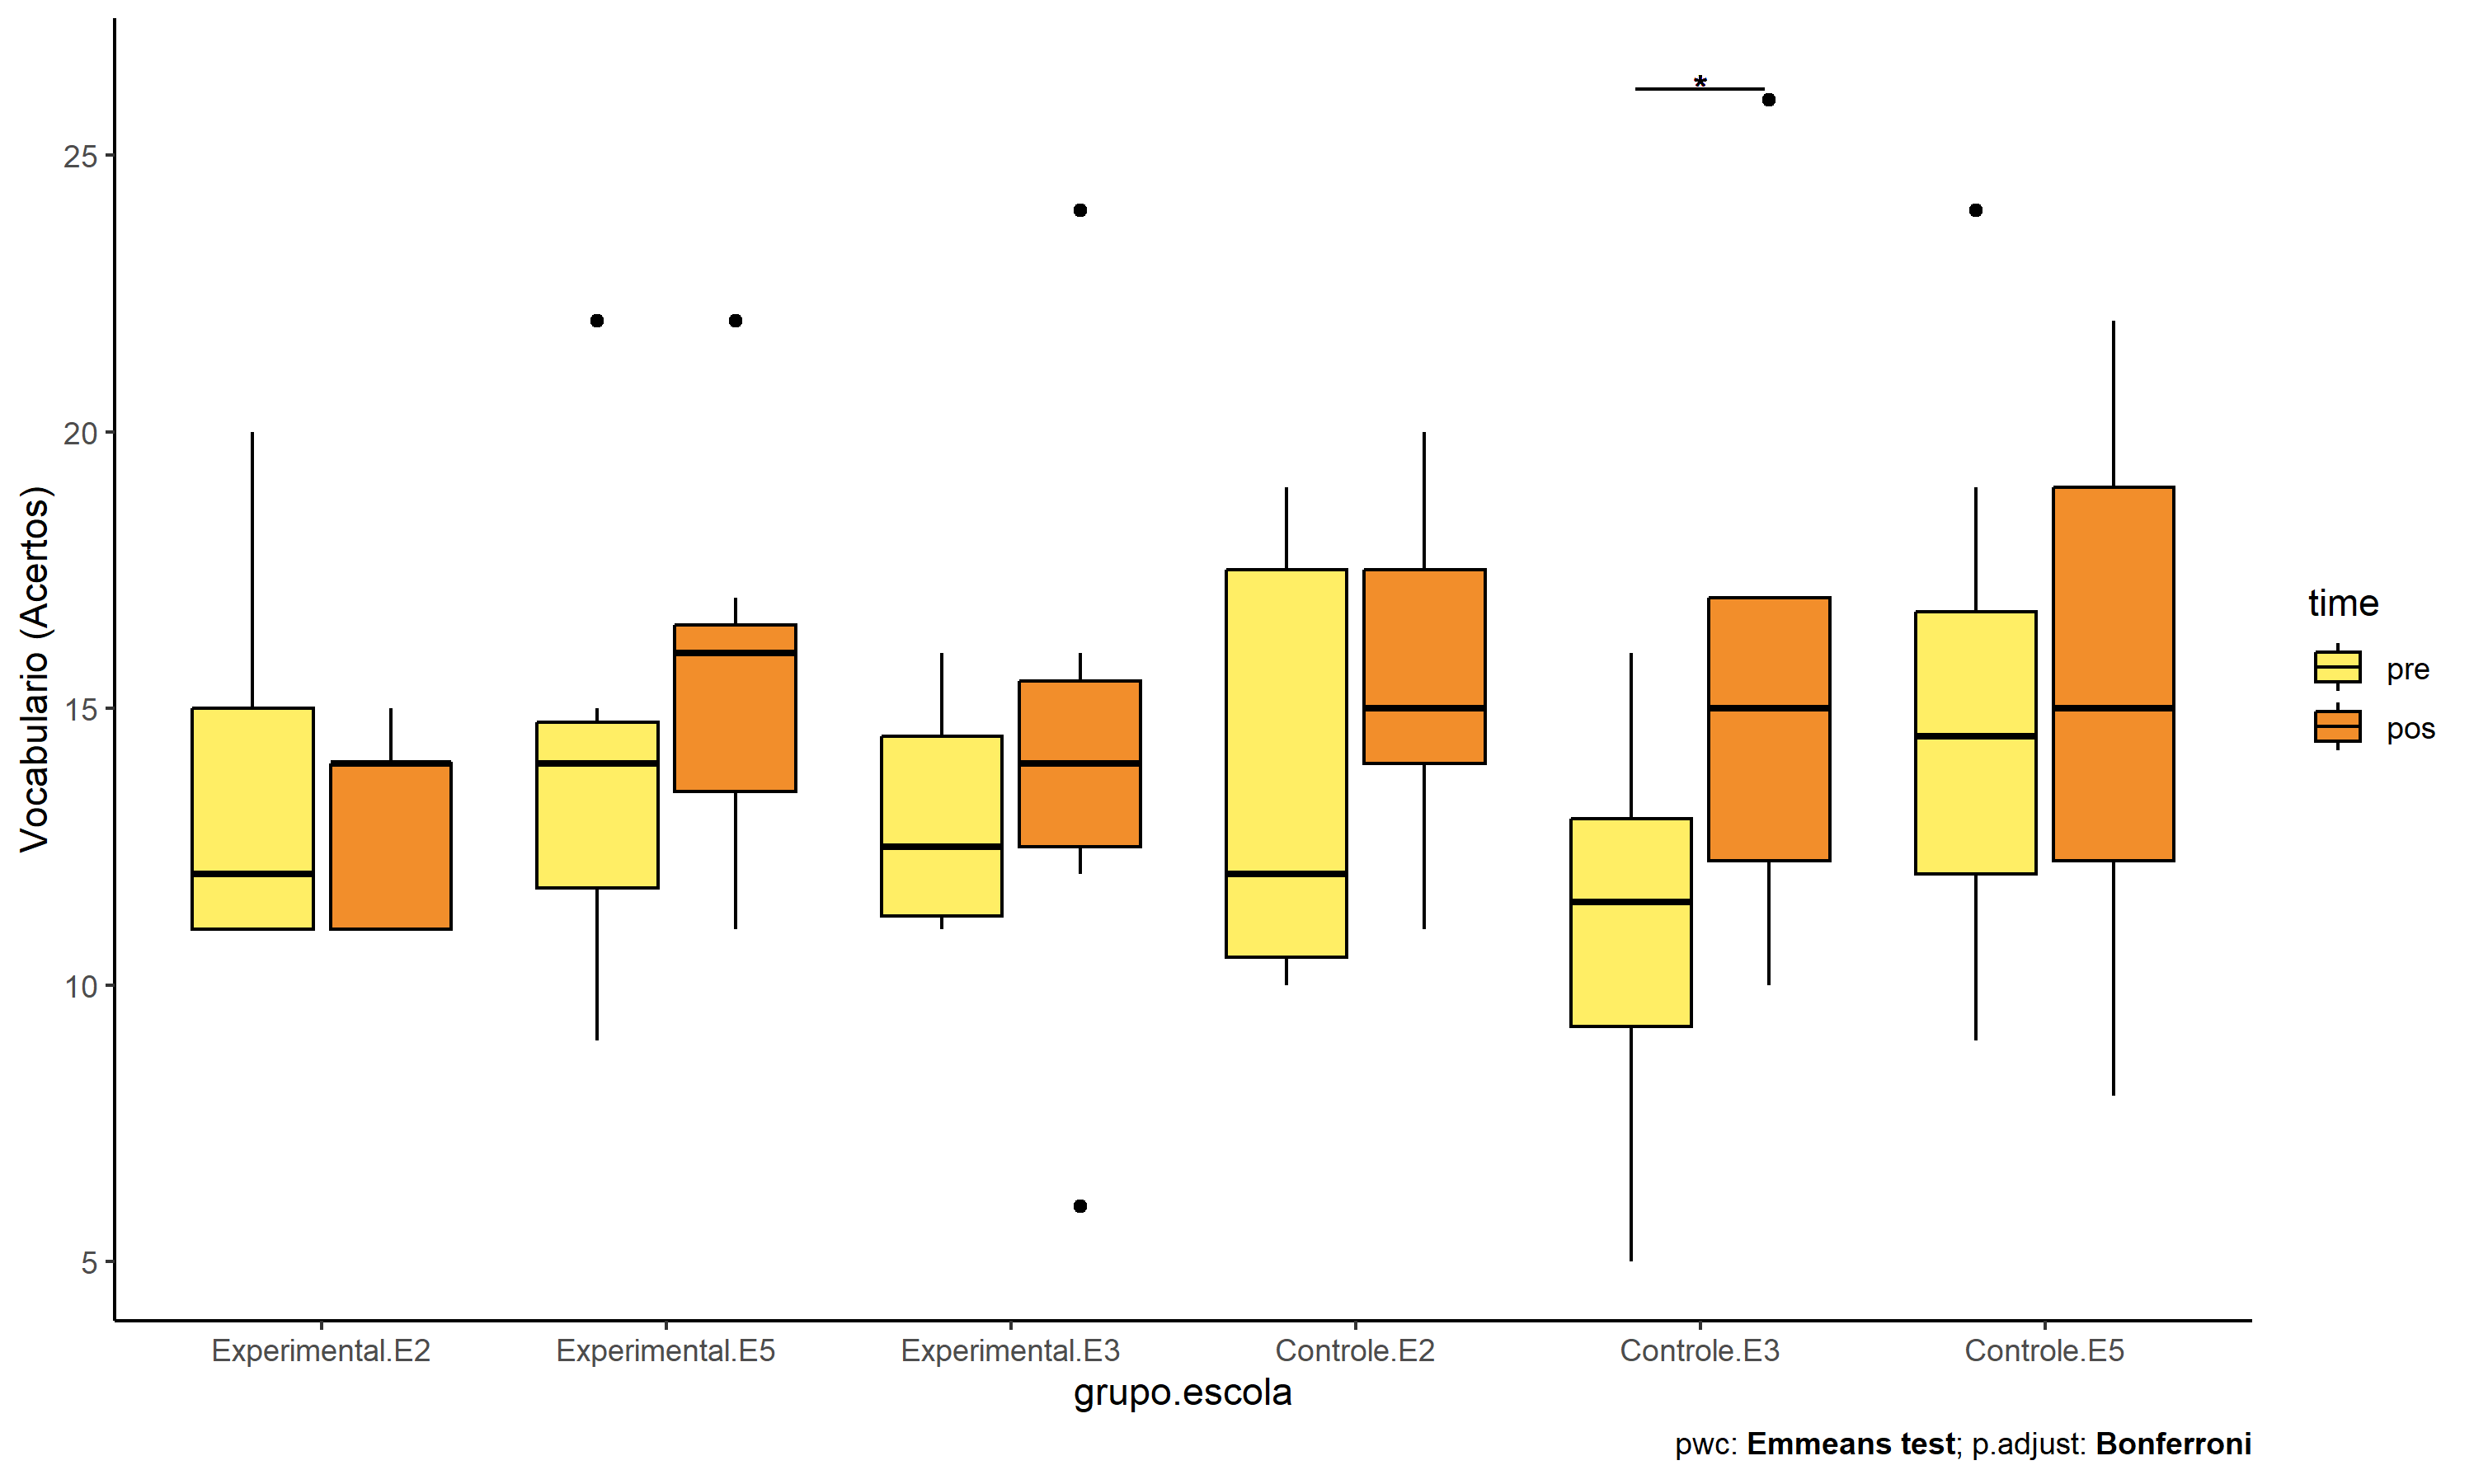 *
25
20
15
10
5
Vocabulario (Acertos)
Experimental.E2
Experimental.E5
Experimental.E3
Controle.E2
Controle.E3
Controle.E5
grupo.escola
time
pre
pos
pwc: Emmeans test; p.adjust: Bonferroni